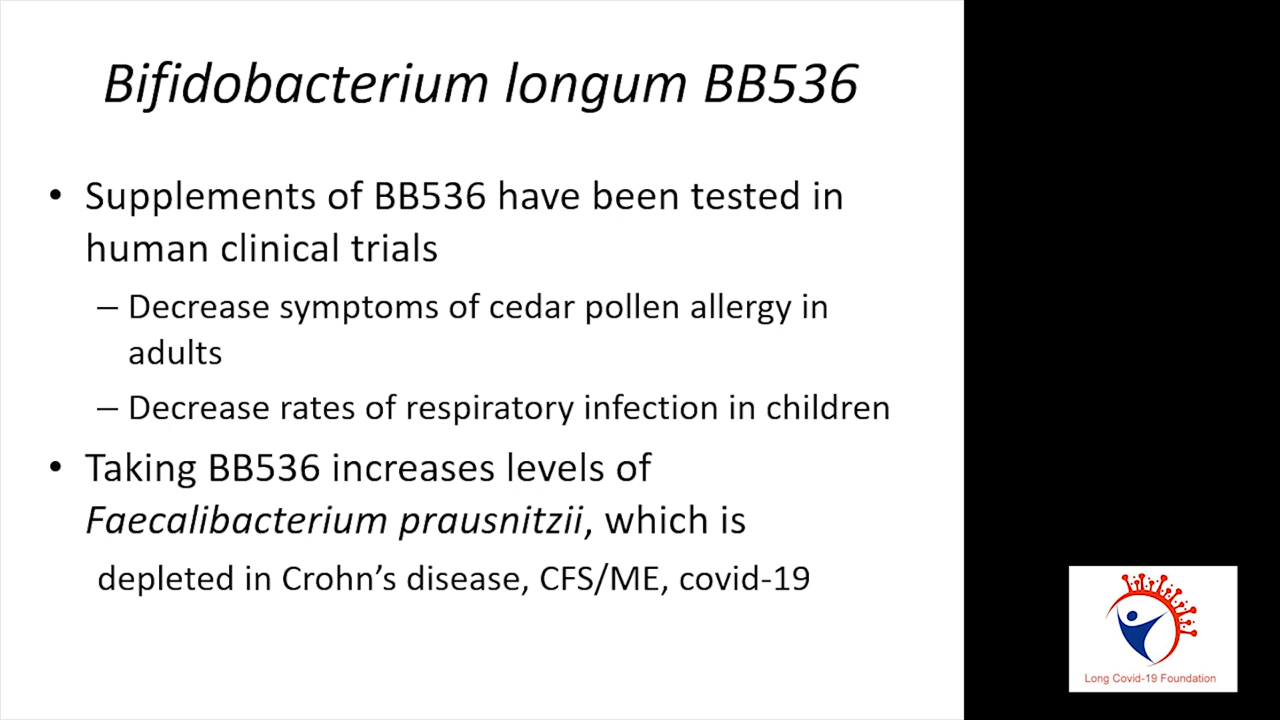 Bifidobacterium longum BB536
• Supplements of BB536 have been tested in
human clinical trials
– Decrease symptoms of cedar pollen allergy in
adults
– Decrease rates of respiratory infection in children
• Taking BB536 increases levels of
Faecalibacterium prausnitzii, which is
depleted in Crohn’s disease, CFS/ME, covid-19
Long Covid-19 Foundation